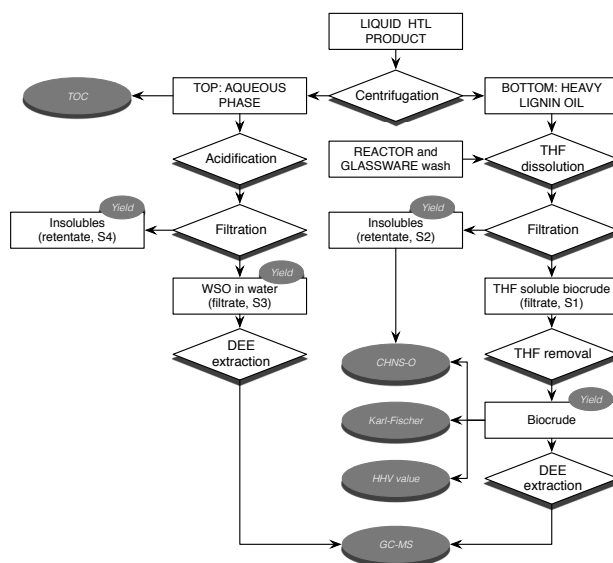 LIQUID HTL
PRODUCT
TOC
TOP: AQUEOUS
PHASE
Centrifugation
BOTTOM: HEAVY
LIGNIN OIL
Acidification
REACTOR and
GLASSWARE wash
THF
dissolution
Yield
Insolubles
(retentate, S4)
Filtration
Yield
Insolubles
(retentate, S2)
Filtration
Yield
WSO in water
(filtrate, S3)
THF soluble biocrude
(filtrate, S1)
DEE
extraction
CHNS-O
THF removal
Yield
Karl-Fischer
Biocrude
HHV value
DEE
extraction
GC-MS